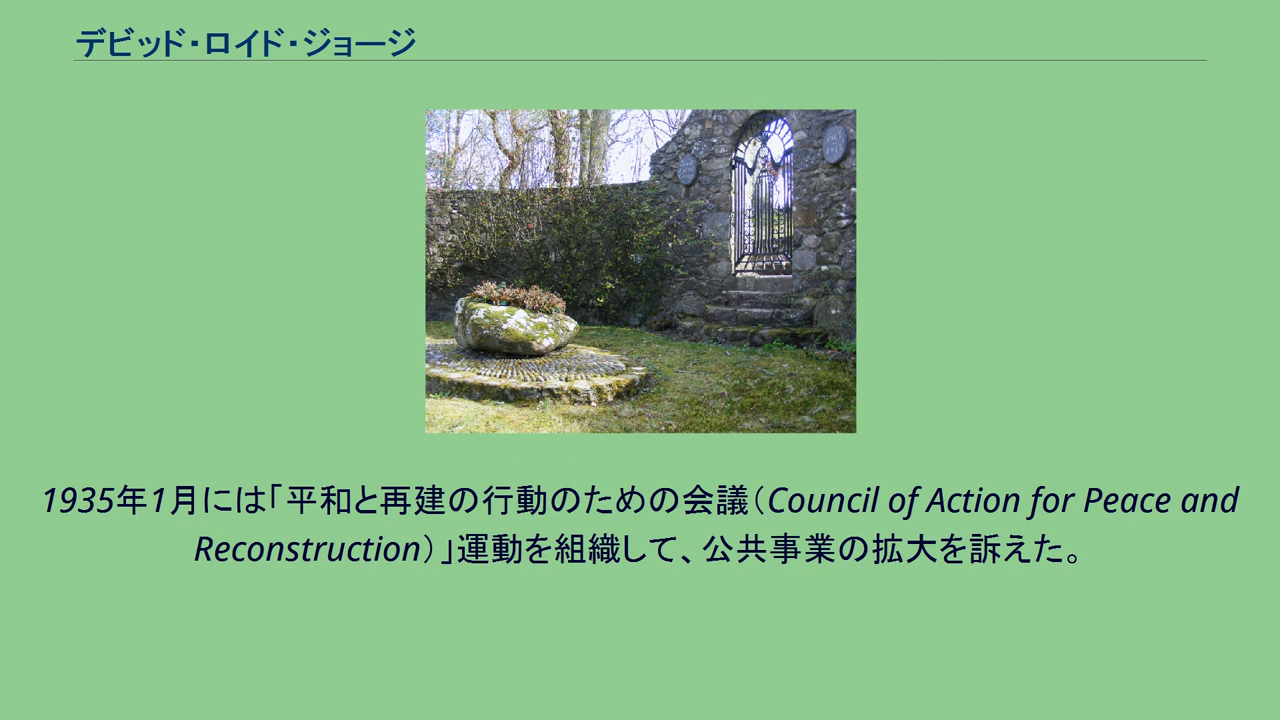 デビッド・ロイド・ジョージ
1935年1月には「平和と再建の行動のための会議（Council of Action for Peace and
Reconstruction）」運動を組織して、公共事業の拡大を訴えた。